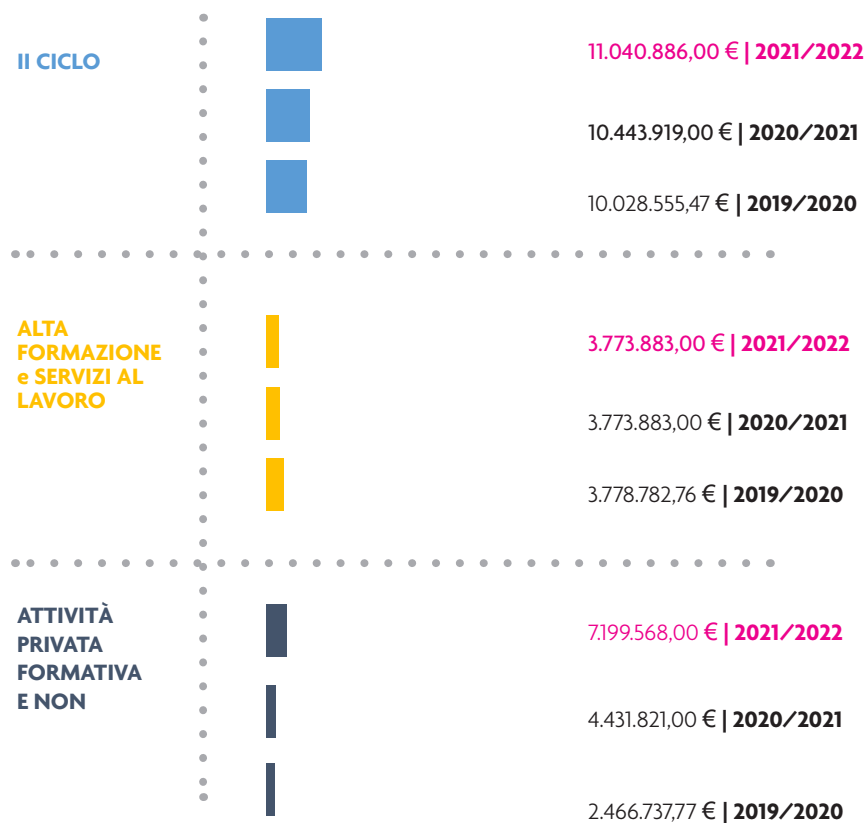 II CICLO
11.040.886,00 € | 2021/2022
10.443.919,00 € | 2020/2021
10.028.555,47 € | 2019/2020
ALTA
FORMAZIONE
e SERVIZI AL
LAVORO
3.773.883,00 € | 2021/2022
3.773.883,00 € | 2020/2021
3.778.782,76 € | 2019/2020
ATTIVITÀ
PRIVATA
FORMATIVA
E NON
7.199.568,00 € | 2021/2022
4.431.821,00 € | 2020/2021
2.466.737,77 € | 2019/2020